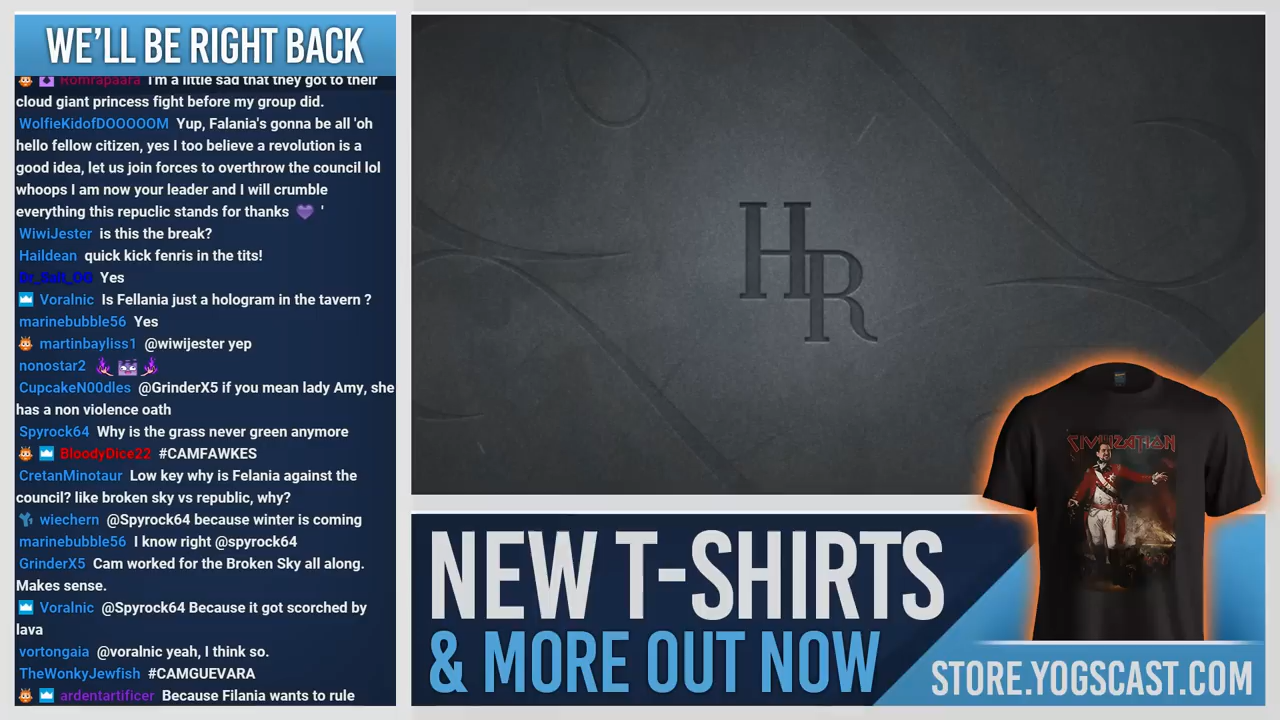 WE'LL BE RIGHT BACK
Romrapaara I'm a little sad that they got to their
cloud giant princess fight before my group did.
WolfieKidofDOOOOOM Yup, Falania's gonna be all 'oh
hello fellow citizen, yes I too believe a revolution is a
good idea, let us join forces to overthrow the council lol
whoops I am now your leader and I will crumble
everything this repuclic stands for thanks '
WiwiJester is this the break?
Haildean quick kick fenris in the tits!
Yes
Voralnic Is Fellania just a hologram in the tavern ?
marinebubble56 Yes
martinbayliss1 @wiwijester yep
nonostar2
CupcakeN00dles @GrinderX5 if you mean lady Amy, she
has a non violence oath
Spyrock64 Why is the grass never green anymore
BloodyDice22 #CAMFAWKES
CretanMinotaur Low key why is Felania against the
council? like broken sky vs republic, why?
wiechern @Spyrock64 because winter is coming
marinebubble56 I know right @spyrock64
GrinderX5 Cam worked for the Broken Sky all along.
Makes sense.
Voralnic @Spyrock64 Because it got scorched by
lava
vortongaia @voralnic yeah, I think so.
TheWonkyJewfish #CAMGUEVARA
ardentartificer Because Filania wants to rule
HR
CIVILIZATION
NEW T-SHIRTS
& MORE OUT NOW
STORE.YOGSCAST.COM